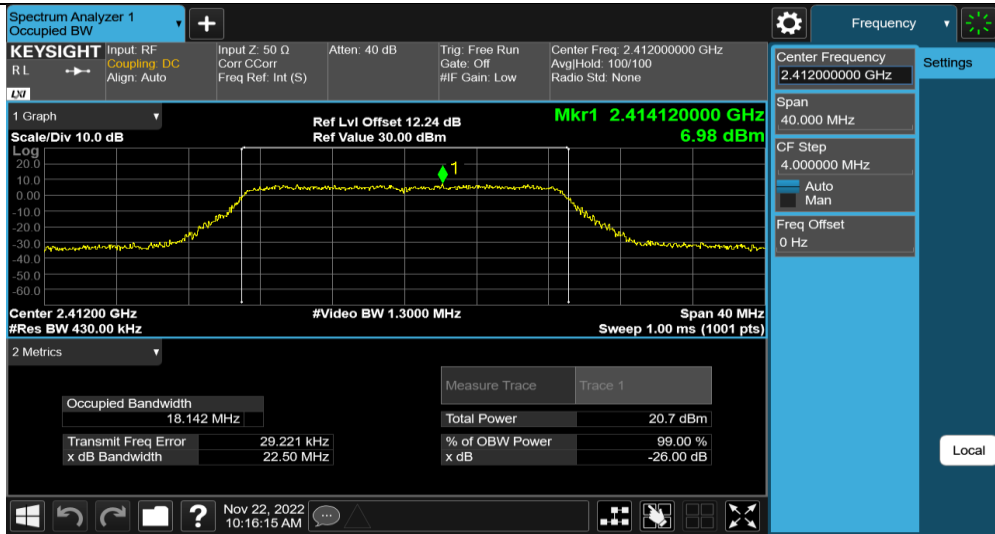 Spectrum Analyzer 1
Occupied BW
+
Frequency
KEYSIGHT
RL
LXI
Input: RF
Coupling: DC
Align: Auto
Input Z: 50 Ω
Corr CCorr
Freq Ref: Int (S)
Atten: 40 dB
Trig: Free Run
Gate: Off
#IF Gain: Low
Center Freq: 2.412000000 GHz
Avg|Hold: 100/100
Radio Std: None
Center Frequency
2.412000000 GHz
Settings
Span
40.000 MHz
CF Step
4.000000 MHz
Auto
Man
Freq Offset
0 Hz
1 Graph
Scale/Div 10.0 dB
Ref Lvl Offset 12.24 dB
Ref Value 30.00 dBm
Mkr1 2.414120000 GHz
6.98 dBm
Log
20.0
10.0
0.00
-10.0
-20.0
-30.0
-40.0
-50.0
-60.0
1
Center 2.41200 GHz
#Video BW 1.3000 MHz
Span 40 MHz
#Res BW 430.00 kHz
Sweep 1.00 ms (1001 pts)
2 Metrics
Measure Trace
Trace 1
Occupied Bandwidth
18.142 MHz
Total Power
20.7 dBm
Transmit Freq Error
29.221 kHz
% of OBW Power
99.00 %
x dB Bandwidth
22.50 MHz
x dB
-26.00 dB
Local
?
Nov 22, 2022
10:16:15 AM